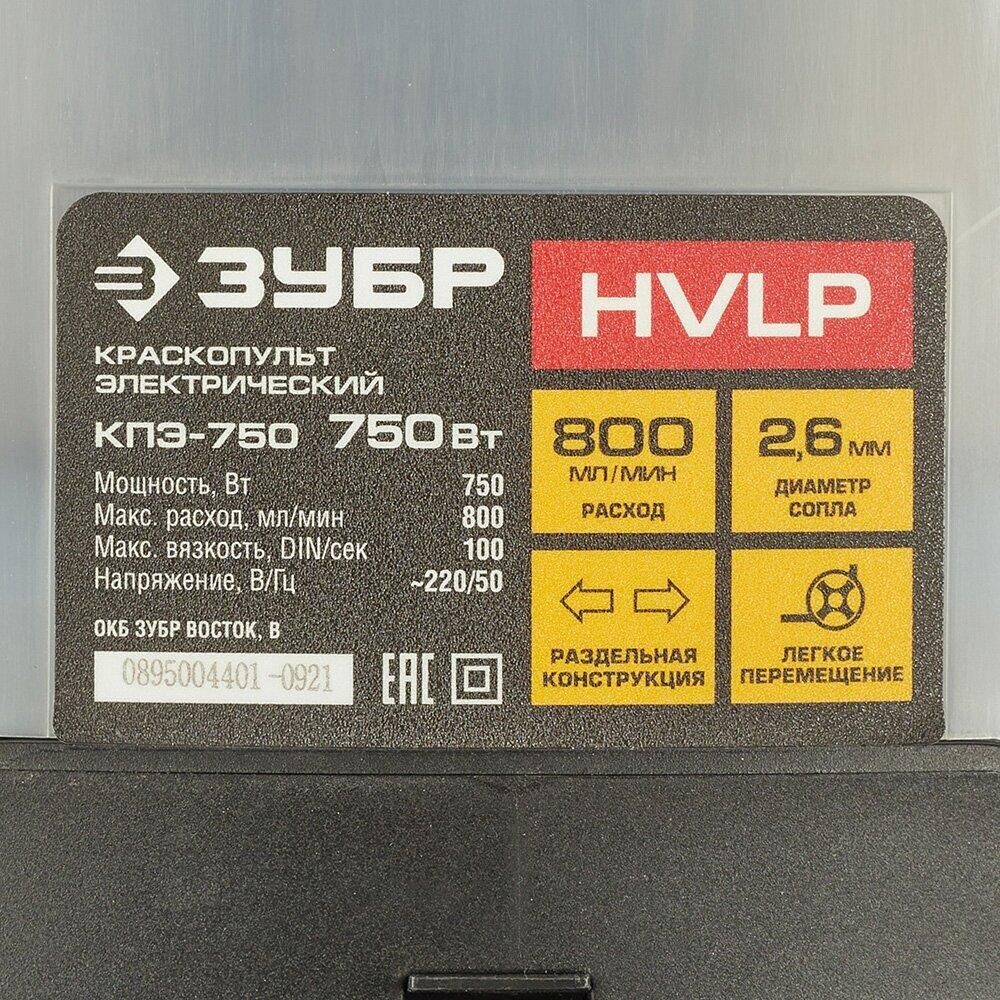 ЗУБР
КРАСКОПУЛЬТ
ЭЛЕКТРИЧЕСКИЙ
КПЭ-750 750 Вт
Мощность, Вт 750
Макс. расход, мл/мин 800
Макс. вязкость, DIN/сек 100
Напряжение, В/Гц ~220/50
ОКБ ЗУБР ВОСТОК, В
0895004401-0921
EAC
HVLP
800
МЛ/МИН
РАСХОД
2,6 ММ
ДИАМЕТР
СОПЛА
РАЗДЕЛЬНАЯ
КОНСТРУКЦИЯ
ЛЕГКОЕ
ПЕРЕМЕЩЕНИЕ